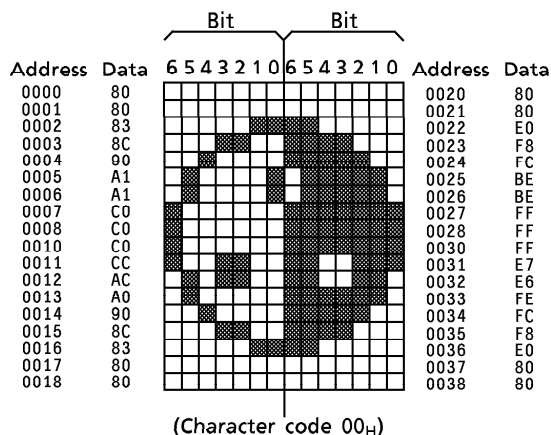 Bit Bit
Address Data 6 5 4 3 2 1 0 6 5 4 3 2 1 0 Address Data
0000 80 0020 80
0001 80 0021 80
0002 83 0022 E0
0003 8C 0023 F8
0004 90 0024 FC
0005 A1 0025 BE
0006 A1 0026 BE
0007 C0 0027 FF
0008 C0 0028 FF
0010 C0 0030 FF
0011 CC 0031 E7
0012 AC 0032 E6
0013 A0 0033 FE
0014 90 0034 FC
0015 8C 0035 F8
0016 83 0036 E0
0017 80 0037 80
0018 80 0038 80
(Character code 00H)